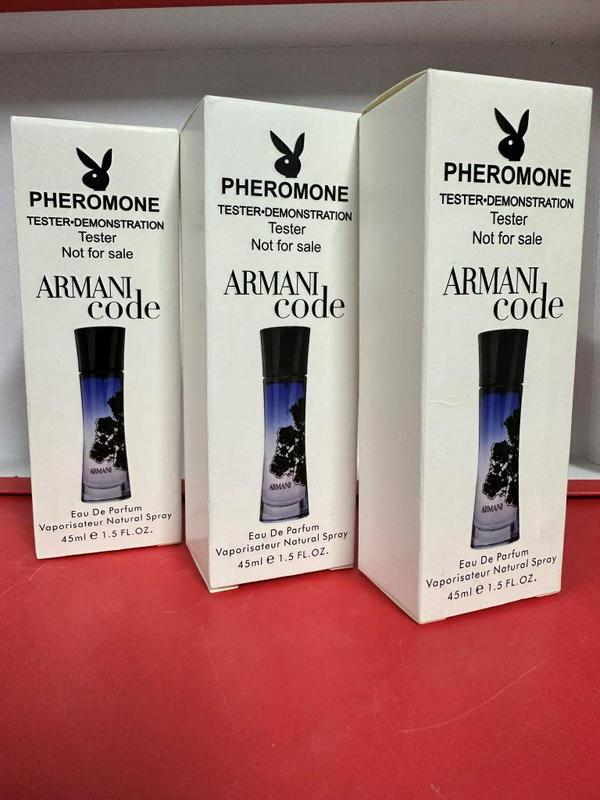 PHEROMONE
TESTER•DEMONSTRATION
Tester
Not for sale
ARMANI
code
ARMANI
Eau De Parfum
Vaporisateur Natural Spray
45ml e 1.5 FL.OZ.
PHEROMONE
TESTER•DEMONSTRATION
Tester
Not for sale
ARMANI
code
ARMANI
Eau De Parfum
Vaporisateur Natural Spray
45ml e 1.5 FL.OZ.
PHEROMONE
TESTER•DEMONSTRATION
Tester
Not for sale
ARMANI
code
ARMANI
Eau De Parfum
Vaporisateur Natural Spray
45ml e 1.5 FL.OZ.